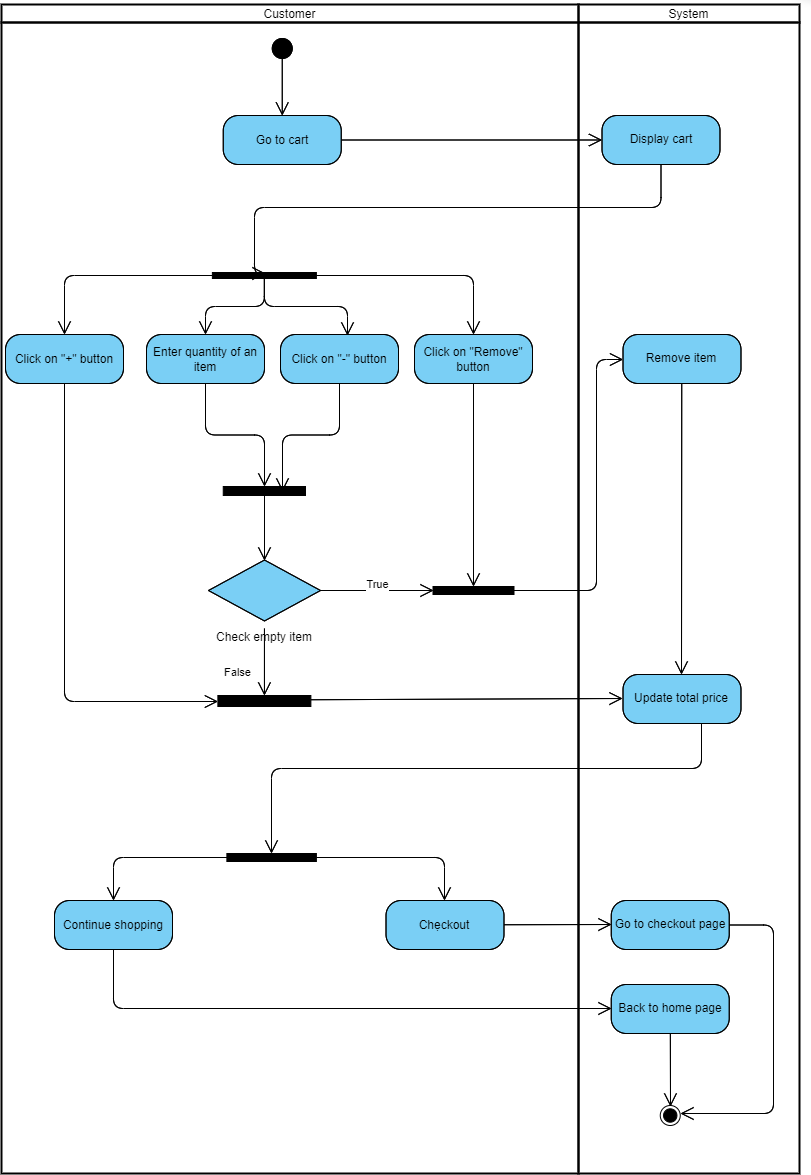 Customer
System
Go to cart
Display cart
Click on "+" button
Enter quantity of an
item
Click on "-" button
Click on "Remove"
button
Remove item
True
Check empty item
False
Update total price
Continue shopping
Checkout
Go to checkout page
Back to home page